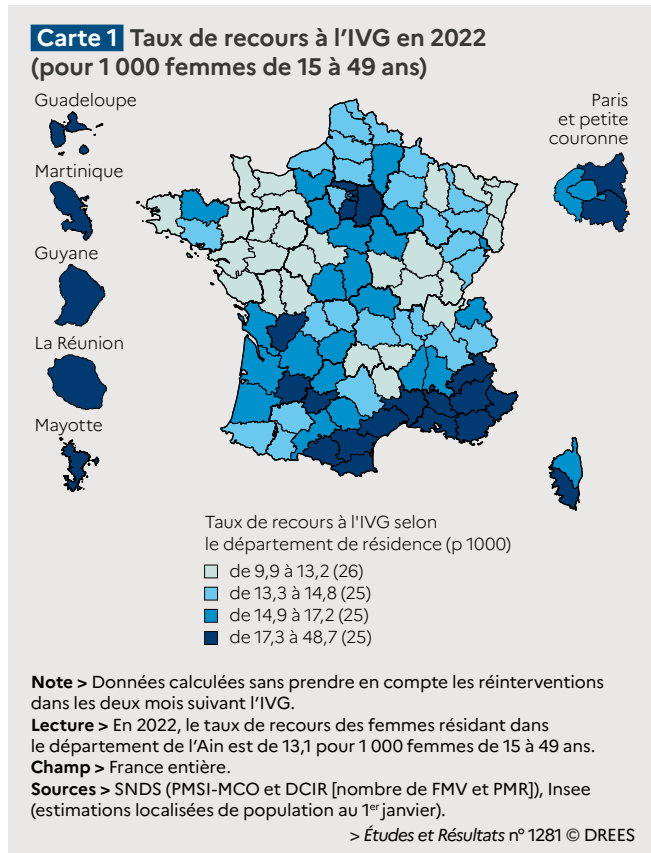 Carte 1 Taux de recours à l'IVG en 2022
(pour 1 000 femmes de 15 à 49 ans)
Guadeloupe
Martinique
Guyane
La Réunion
Mayotte
Paris
et petite
couronne
Taux de recours à l'IVG selon
le département de résidence (p 1000)
de 9,9 à 13,2 (26)
de 13,3 à 14,8 (25)
de 14,9 à 17,2 (25)
de 17,3 à 48,7 (25)
Note > Données calculées sans prendre en compte les réinterventions
dans les deux mois suivant l'IVG.
Lecture > En 2022, le taux de recours des femmes résidant dans
le département de l'Ain est de 13,1 pour 1 000 femmes de 15 à 49 ans.
Champ > France entière.
Sources > SNDS (PMSI-MCO et DCIR [nombre de FMV et PMR]), Insee
(estimations localisées de population au 1er janvier).
> Études et Résultats n° 1281 © DREES